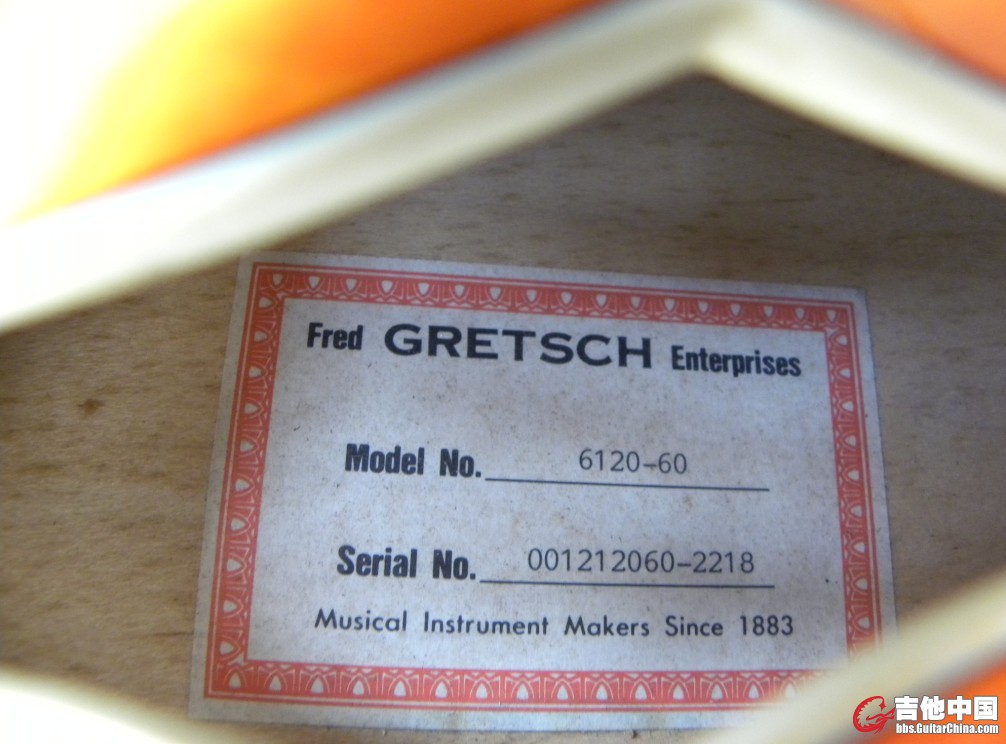 Fred GRETSCH Enterprises
Model No. 6120-60
Serial No. 001212060-2218
Musical Instrument Makers Since 1883
吉他中国
bbs.GuitarChina.com